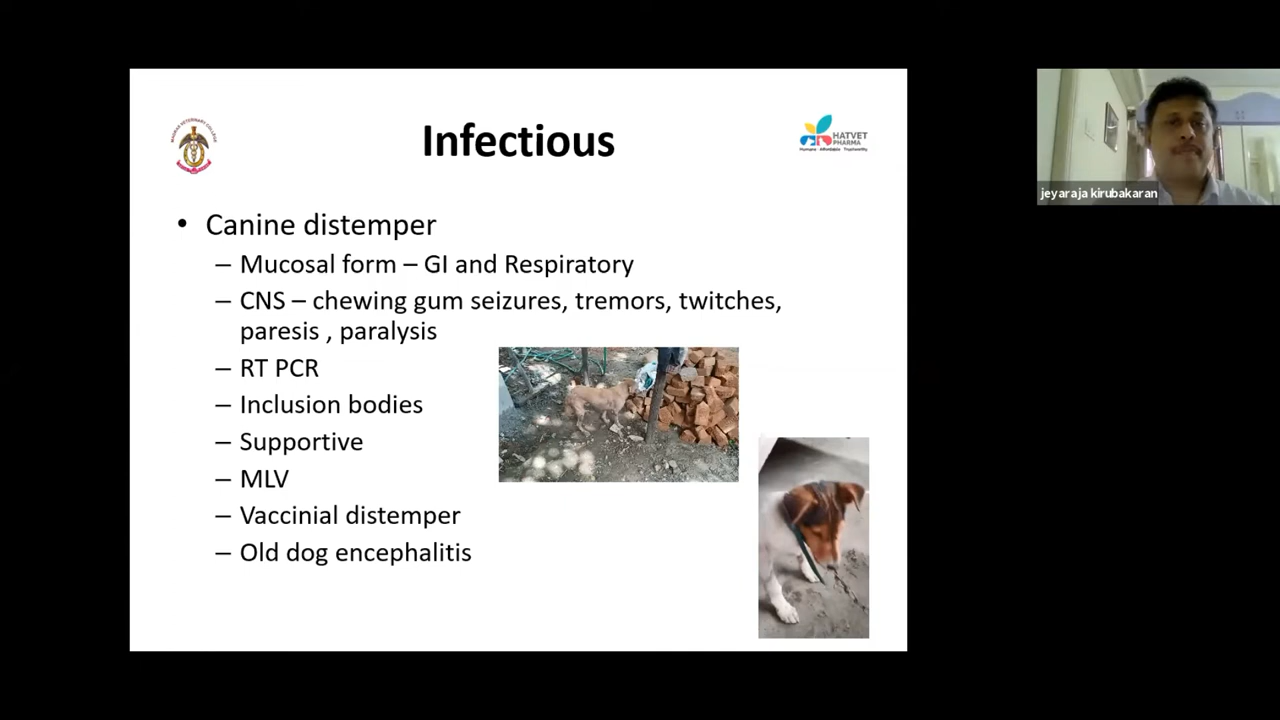 Infectious
HATVET
PHARMA
Humane Affordable Trustworthy
• Canine distemper
– Mucosal form – GI and Respiratory
– CNS – chewing gum seizures, tremors, twitches,
paresis , paralysis
– RT PCR
– Inclusion bodies
– Supportive
– MLV
– Vaccinial distemper
– Old dog encephalitis
jeyaraja kirubakaran